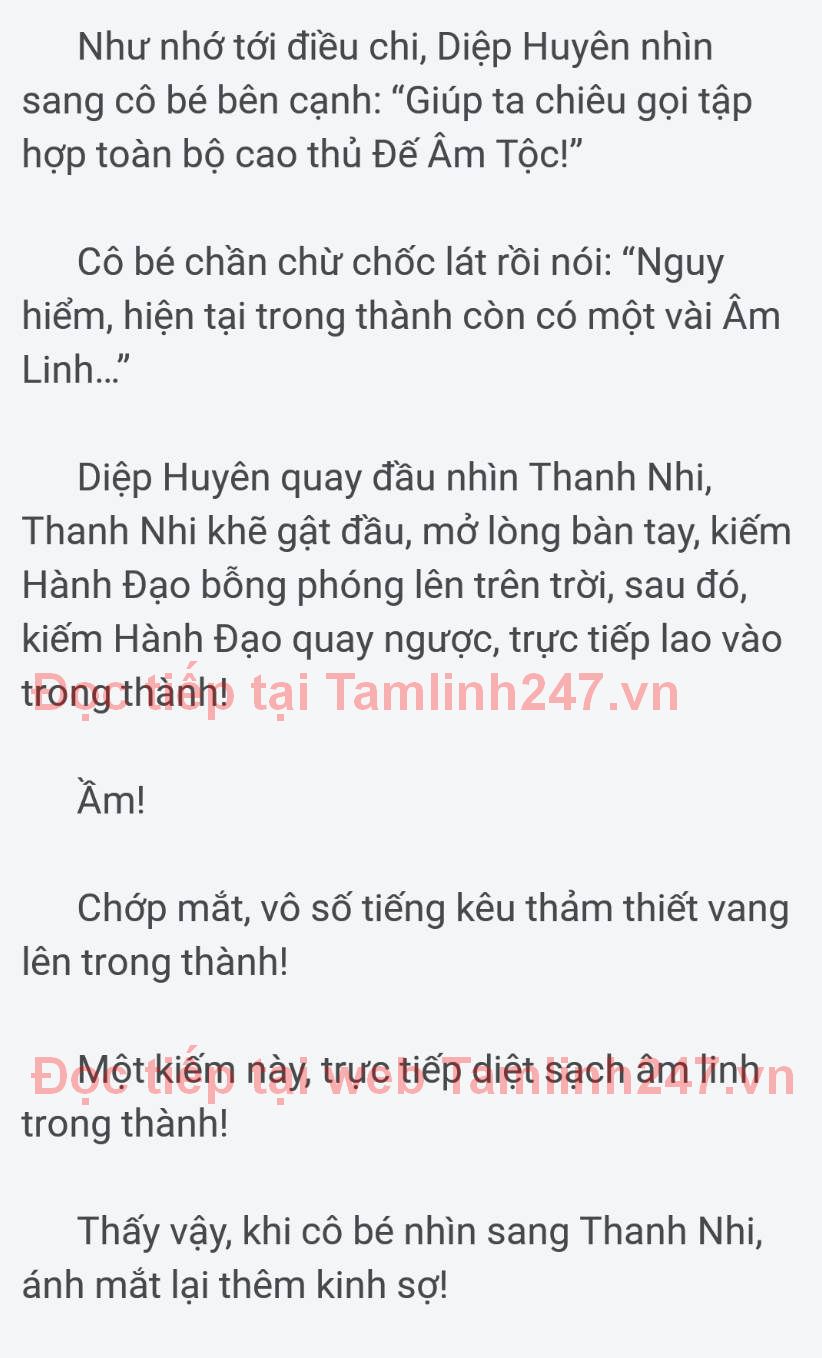 Như nhớ tới điều chi, Diệp Huyên nhìn
sang cô bé bên cạnh: “Giúp ta chiêu gọi tập
hợp toàn bộ cao thủ Đế Âm Tộc!”
Cô bé chần chừ chốc lát rồi nói: “Nguy
hiểm, hiện tại trong thành còn có một vài Âm
Linh...”
Diệp Huyên quay đầu nhìn Thanh Nhi,
Thanh Nhi khẽ gật đầu, mở lòng bàn tay, kiếm
Hành Đạo bỗng phóng lên trên trời, sau đó,
kiếm Hành Đạo quay ngược, trực tiếp lao vào
trong thành!
Đọc tiếp tại Tamlinh247.vn
Ầm!
Chớp mắt, vô số tiếng kêu thảm thiết vang
lên trong thành!
Một kiếm này, trực tiếp diệt sạch âm linh
Đọc tiếp tại web Tamlinh247.vn
trong thành!
Thấy vậy, khi cô bé nhìn sang Thanh Nhi,
ánh mắt lại thêm kinh sợ!